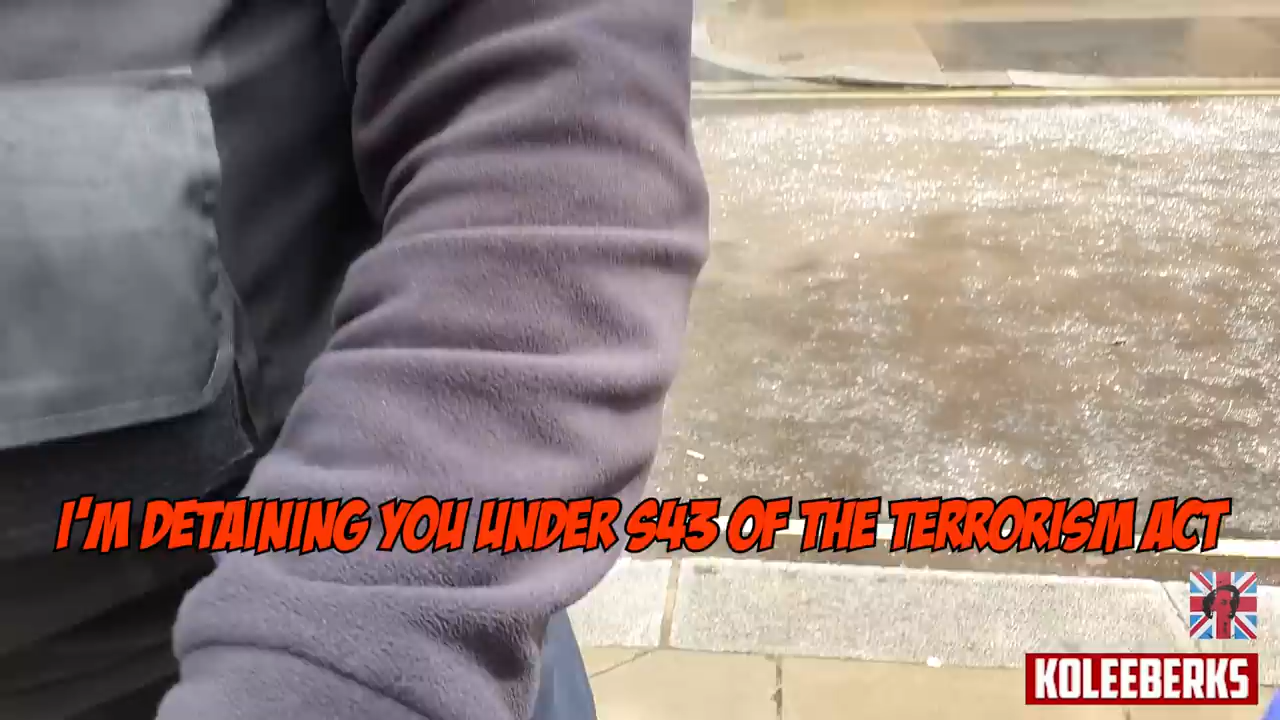 I'M DETAINING YOU UNDER S43 OF THE TERRORISM ACT
KOLEEBERKS